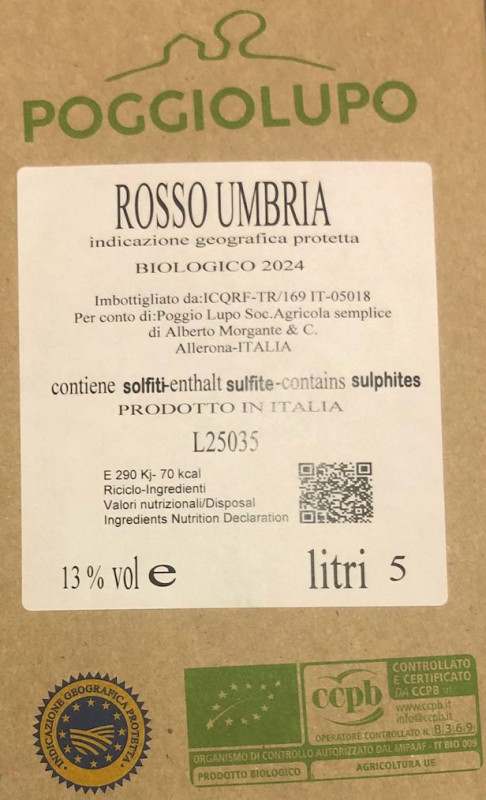 POGGIOLUPO
ROSSO UMBRIA
indicazione geografica protetta
BIOLOGICO 2024
Imbottigliato da:ICQRF-TR/169 IT-05018
Per conto di:Poggio Lupo Soc.Agricola semplice
di Alberto Morgante & C.
Allerona-ITALIA
contiene solfiti-enthalt sulfite-contains sulphites
PRODOTTO IN ITALIA
L25035
E 290 Kj- 70 kcal
Riciclo-Ingredienti
Valori nutrizionali/Disposal
Ingredients Nutrition Declaration
13 % vol e
litri 5
INDICAZIONE GEOGRAFICA PROTETTA
ccpb
CONTROLLATO
E CERTIFICATO
DA CCPB srl
www.ccpb.it
info@ccpb.it
OPERATORE CONTROLLATO N. B369
ORGANISMO DI CONTROLLO AUTORIZZATO DAL MIPAAF - IT BIO 009
PRODOTTO BIOLOGICO
AGRICOLTURA UE